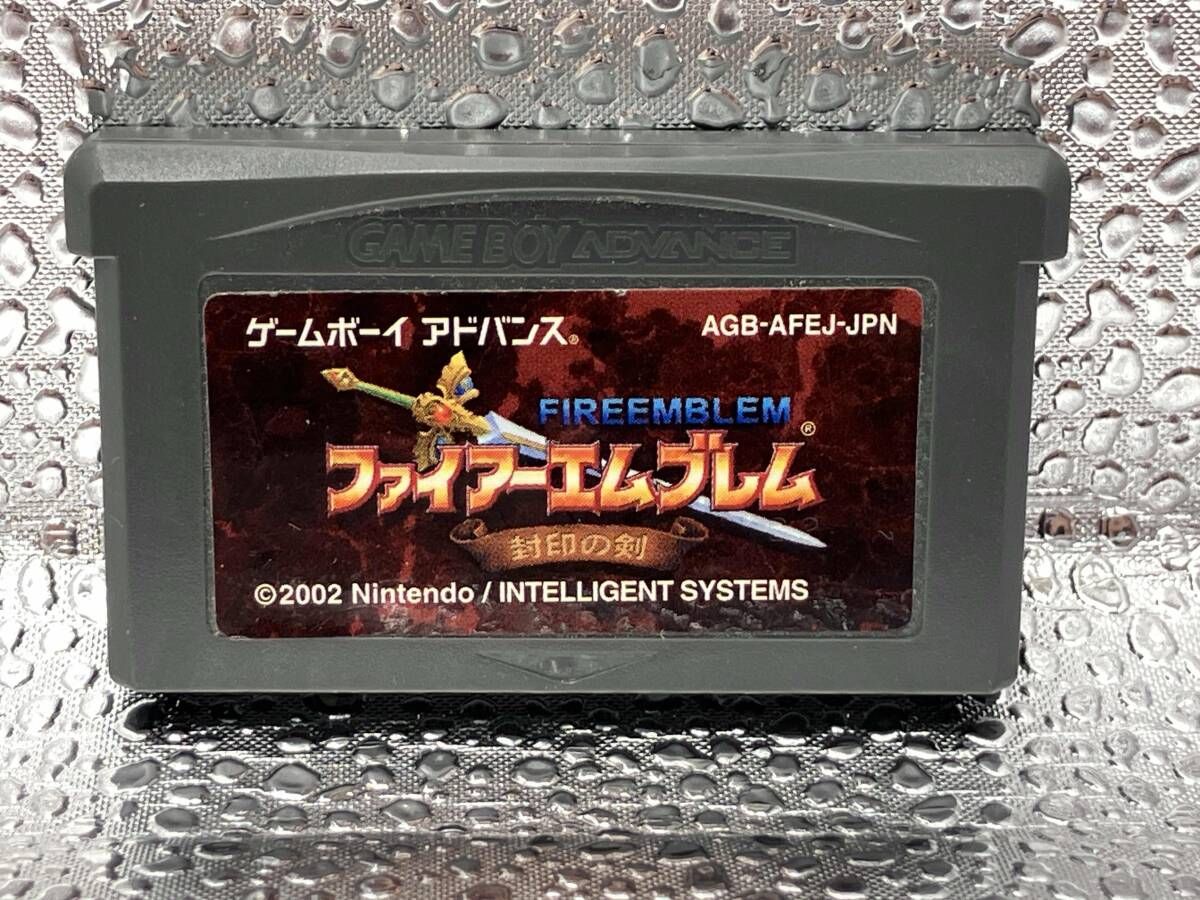 GAME BOY ADVANCE
ゲームボーイ アドバンス® AGB-AFEJ-JPN
FIREEMBLEM
ファイアーエムブレム®
封印の剣
©2002 Nintendo / INTELLIGENT SYSTEMS